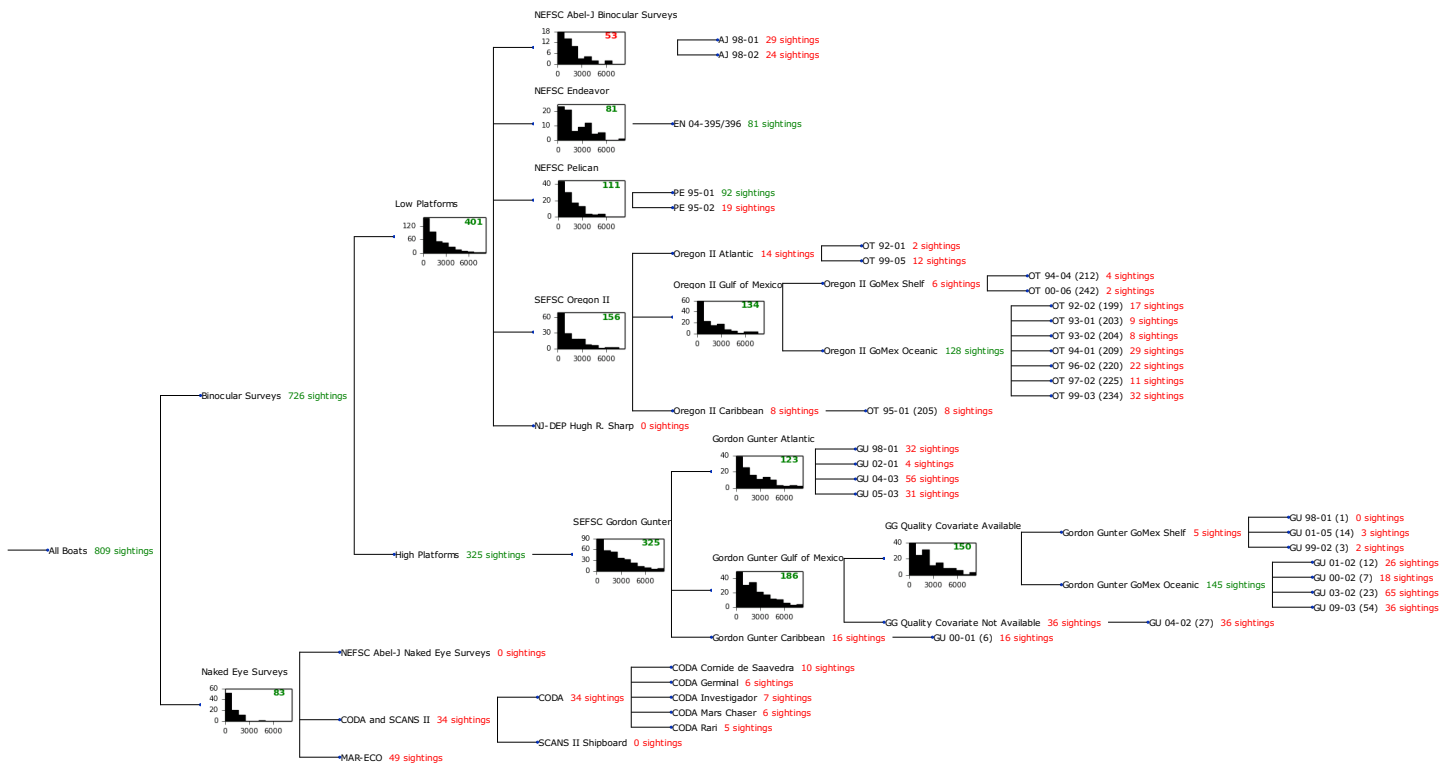 NEFSC Abel-J Binocular Surveys
18
12
6
0
53
0 3000 6000
AJ 98-01 29 sightings
AJ 98-02 24 sightings
NEFSC Endeavor
20
10
0
81
0 3000 6000
EN 04-395/396 81 sightings
NEFSC Pelican
40
20
0
111
0 3000 6000
PE 95-01 92 sightings
PE 95-02 19 sightings
Low Platforms
120
60
0
401
0 3000 6000
SEFSC Oregon II
60
30
0
156
0 3000 6000
Oregon II Atlantic 14 sightings
OT 92-01 2 sightings
OT 99-05 12 sightings
Oregon II Gulf of Mexico
60
40
20
0
134
0 3000 6000
Oregon II GoMex Shelf 6 sightings
OT 94-04 (212) 4 sightings
OT 00-06 (242) 2 sightings
Oregon II GoMex Oceanic 128 sightings
OT 92-02 (199) 17 sightings
OT 93-01 (203) 9 sightings
OT 93-02 (204) 8 sightings
OT 94-01 (209) 29 sightings
OT 96-02 (220) 22 sightings
OT 97-02 (225) 11 sightings
OT 99-03 (234) 32 sightings
Oregon II Caribbean 8 sightings
OT 95-01 (205) 8 sightings
NJ-DEP Hugh R. Sharp 0 sightings
Binocular Surveys 726 sightings
Gordon Gunter Atlantic
40
20
0
123
0 3000 6000
GU 98-01 32 sightings
GU 02-01 4 sightings
GU 04-03 56 sightings
GU 05-03 31 sightings
All Boats 809 sightings
High Platforms 325 sightings
SEFSC Gordon Gunter
90
60
30
0
325
0 3000 6000
Gordon Gunter Gulf of Mexico
40
20
0
186
0 3000 6000
GG Quality Covariate Available
40
20
0
150
0 3000 6000
Gordon Gunter GoMex Shelf 5 sightings
GU 98-01 (1) 0 sightings
GU 01-05 (14) 3 sightings
GU 99-02 (3) 2 sightings
Gordon Gunter GoMex Oceanic 145 sightings
GU 01-02 (12) 26 sightings
GU 00-02 (7) 18 sightings
GU 03-02 (23) 65 sightings
GU 09-03 (54) 36 sightings
GG Quality Covariate Not Available 36 sightings
GU 04-02 (27) 36 sightings
Gordon Gunter Caribbean 16 sightings
GU 00-01 (6) 16 sightings
Naked Eye Surveys
60
40
20
0
83
0 3000 6000
NEFSC Abel-J Naked Eye Surveys 0 sightings
CODA and SCANS II 34 sightings
CODA 34 sightings
CODA Cornide de Saavedra 10 sightings
CODA Germinal 6 sightings
CODA Investigador 7 sightings
CODA Mars Chaser 6 sightings
CODA Rari 5 sightings
SCANS II Shipboard 0 sightings
MAR-ECO 49 sightings